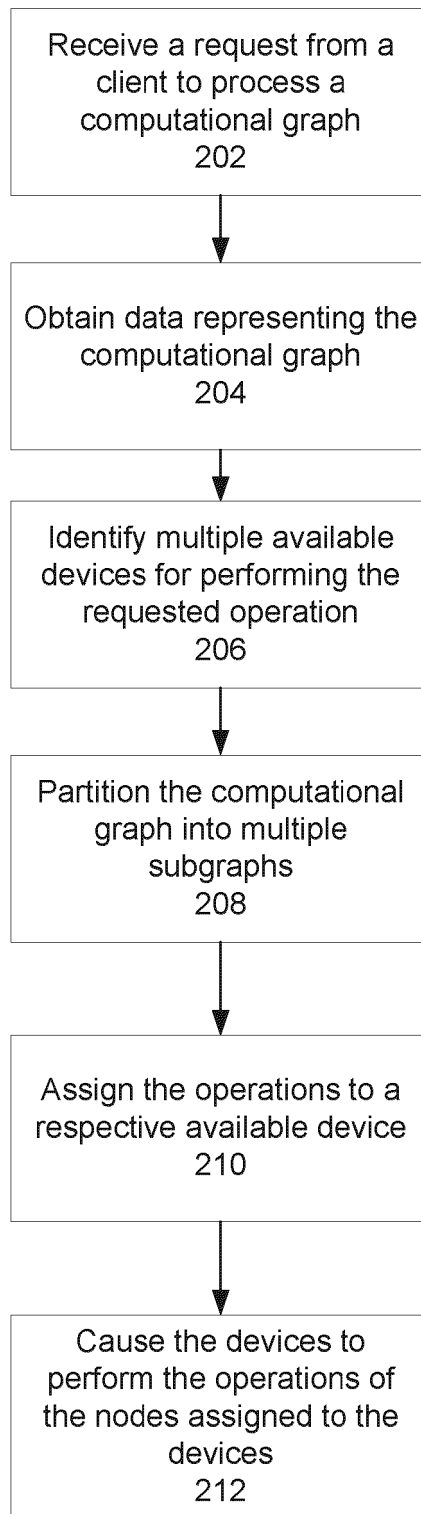 Receive a request from a
client to process a
computational graph
202
Obtain data representing the
computational graph
204
Identify multiple available
devices for performing the
requested operation
206
Partition the computational
graph into multiple
subgraphs
208
Assign the operations to a
respective available device
210
Cause the devices to
perform the operations of
the nodes assigned to the
devices
212